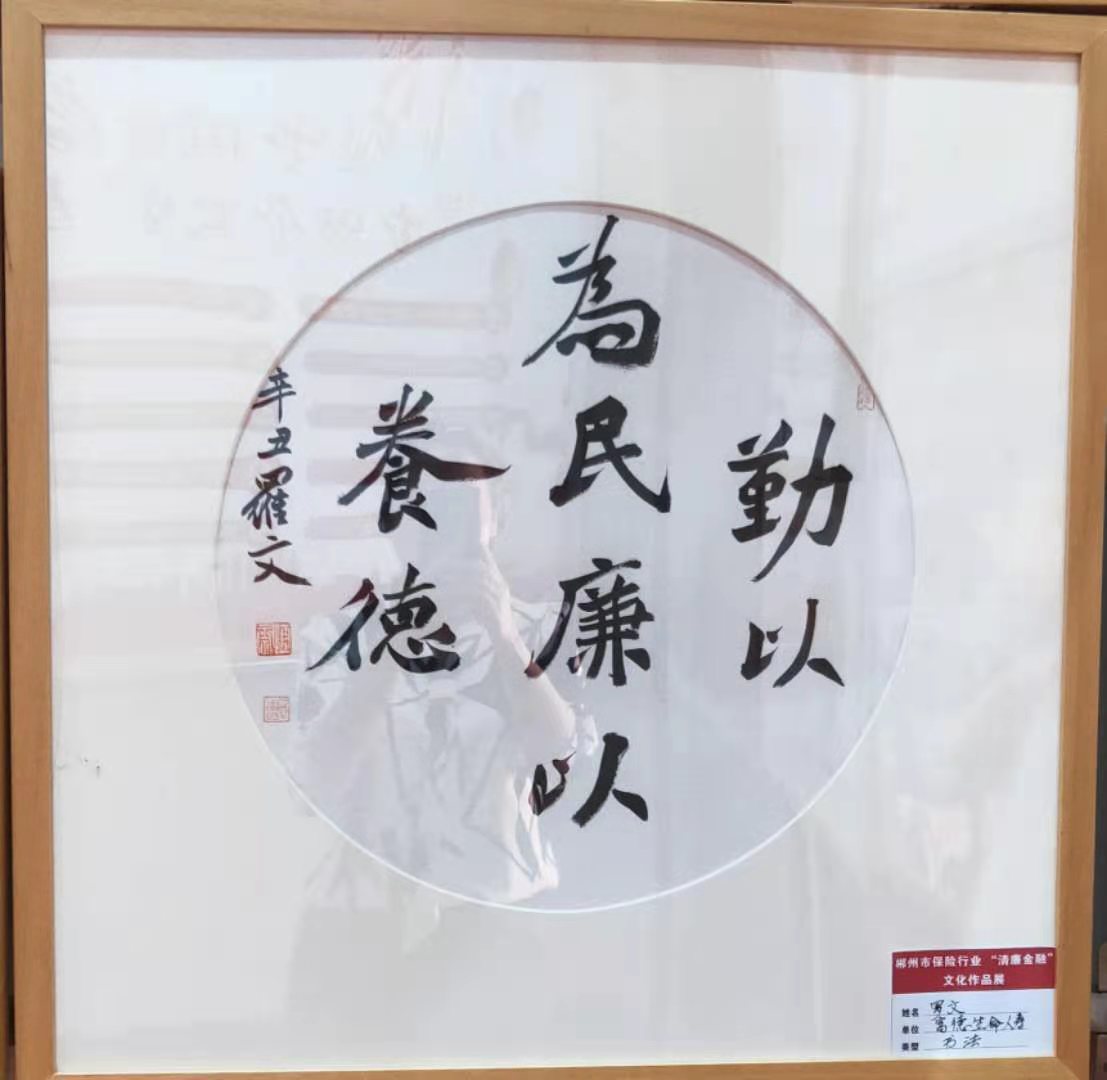 勤以
為民廉以
養德
辛丑羅文
郴州市保险行业 “清廉金融”
文化作品展
姓名 罗文
单位 富德生命人寿
类型 书法